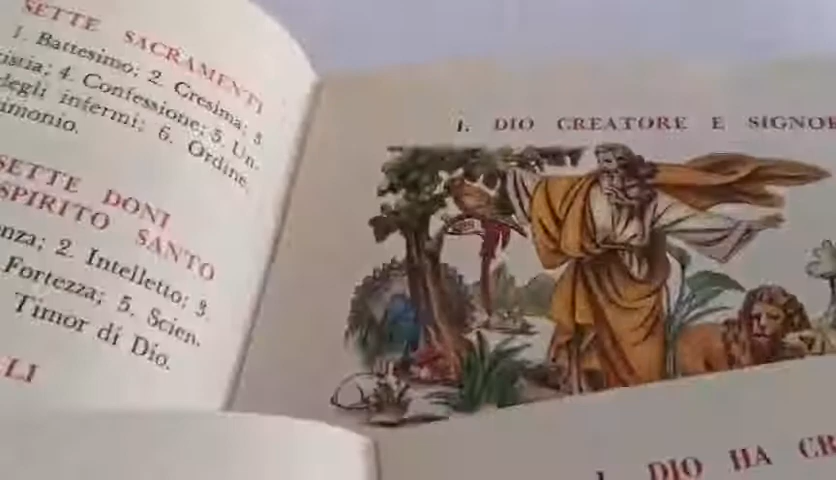 SETTE SACRAMENTI
1. Battesimo; 2. Cresima; 3.
ristia; 4. Confessione; 5. Un-
degli infermi; 6. Ordine,
imonio.
SETTE DONI
SPIRITO SANTO
nza; 2. Intelletto; 3.
Fortezza; 5. Scien-
Timor di Dio.
LI
1. DIO CREATORE E SIGNOR
1. DIO HA CR